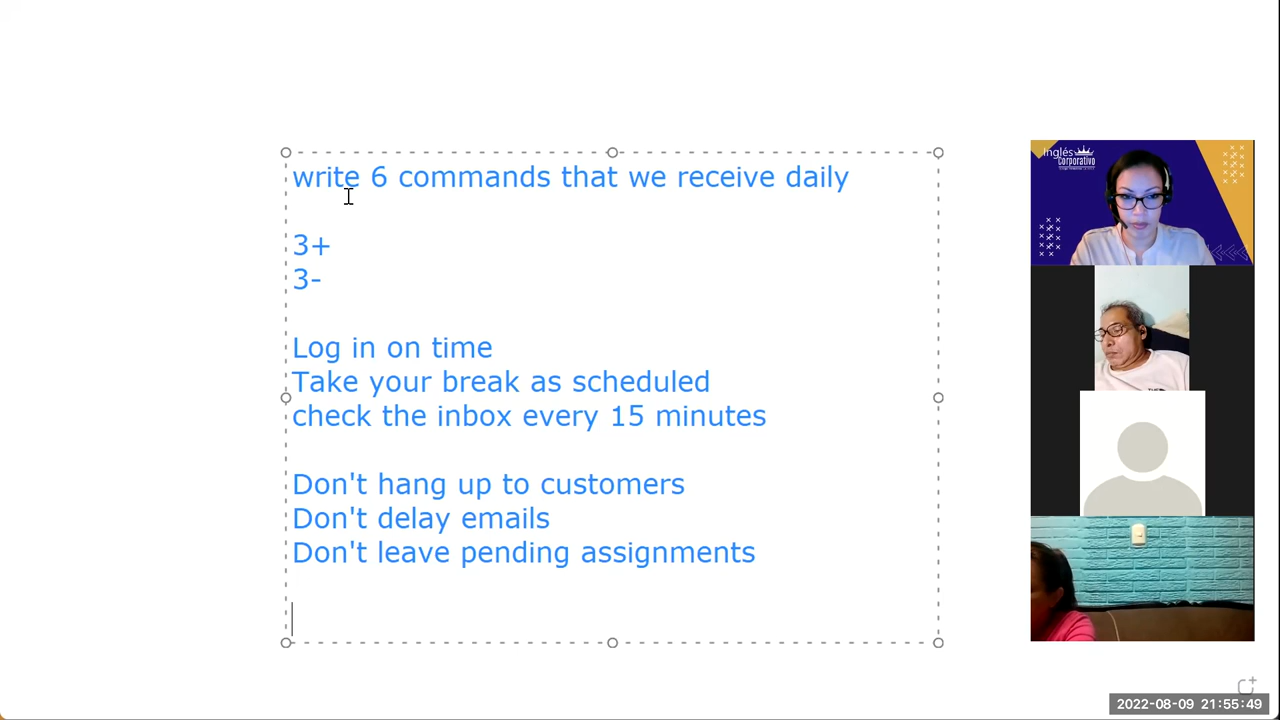 write 6 commands that we receive daily
3+
3-
Log in on time
Take your break as scheduled
check the inbox every 15 minutes
Don't hang up to customers
Don't delay emails
Don't leave pending assignments
Inglés
Corporativo
2022-08-09 21:55:49